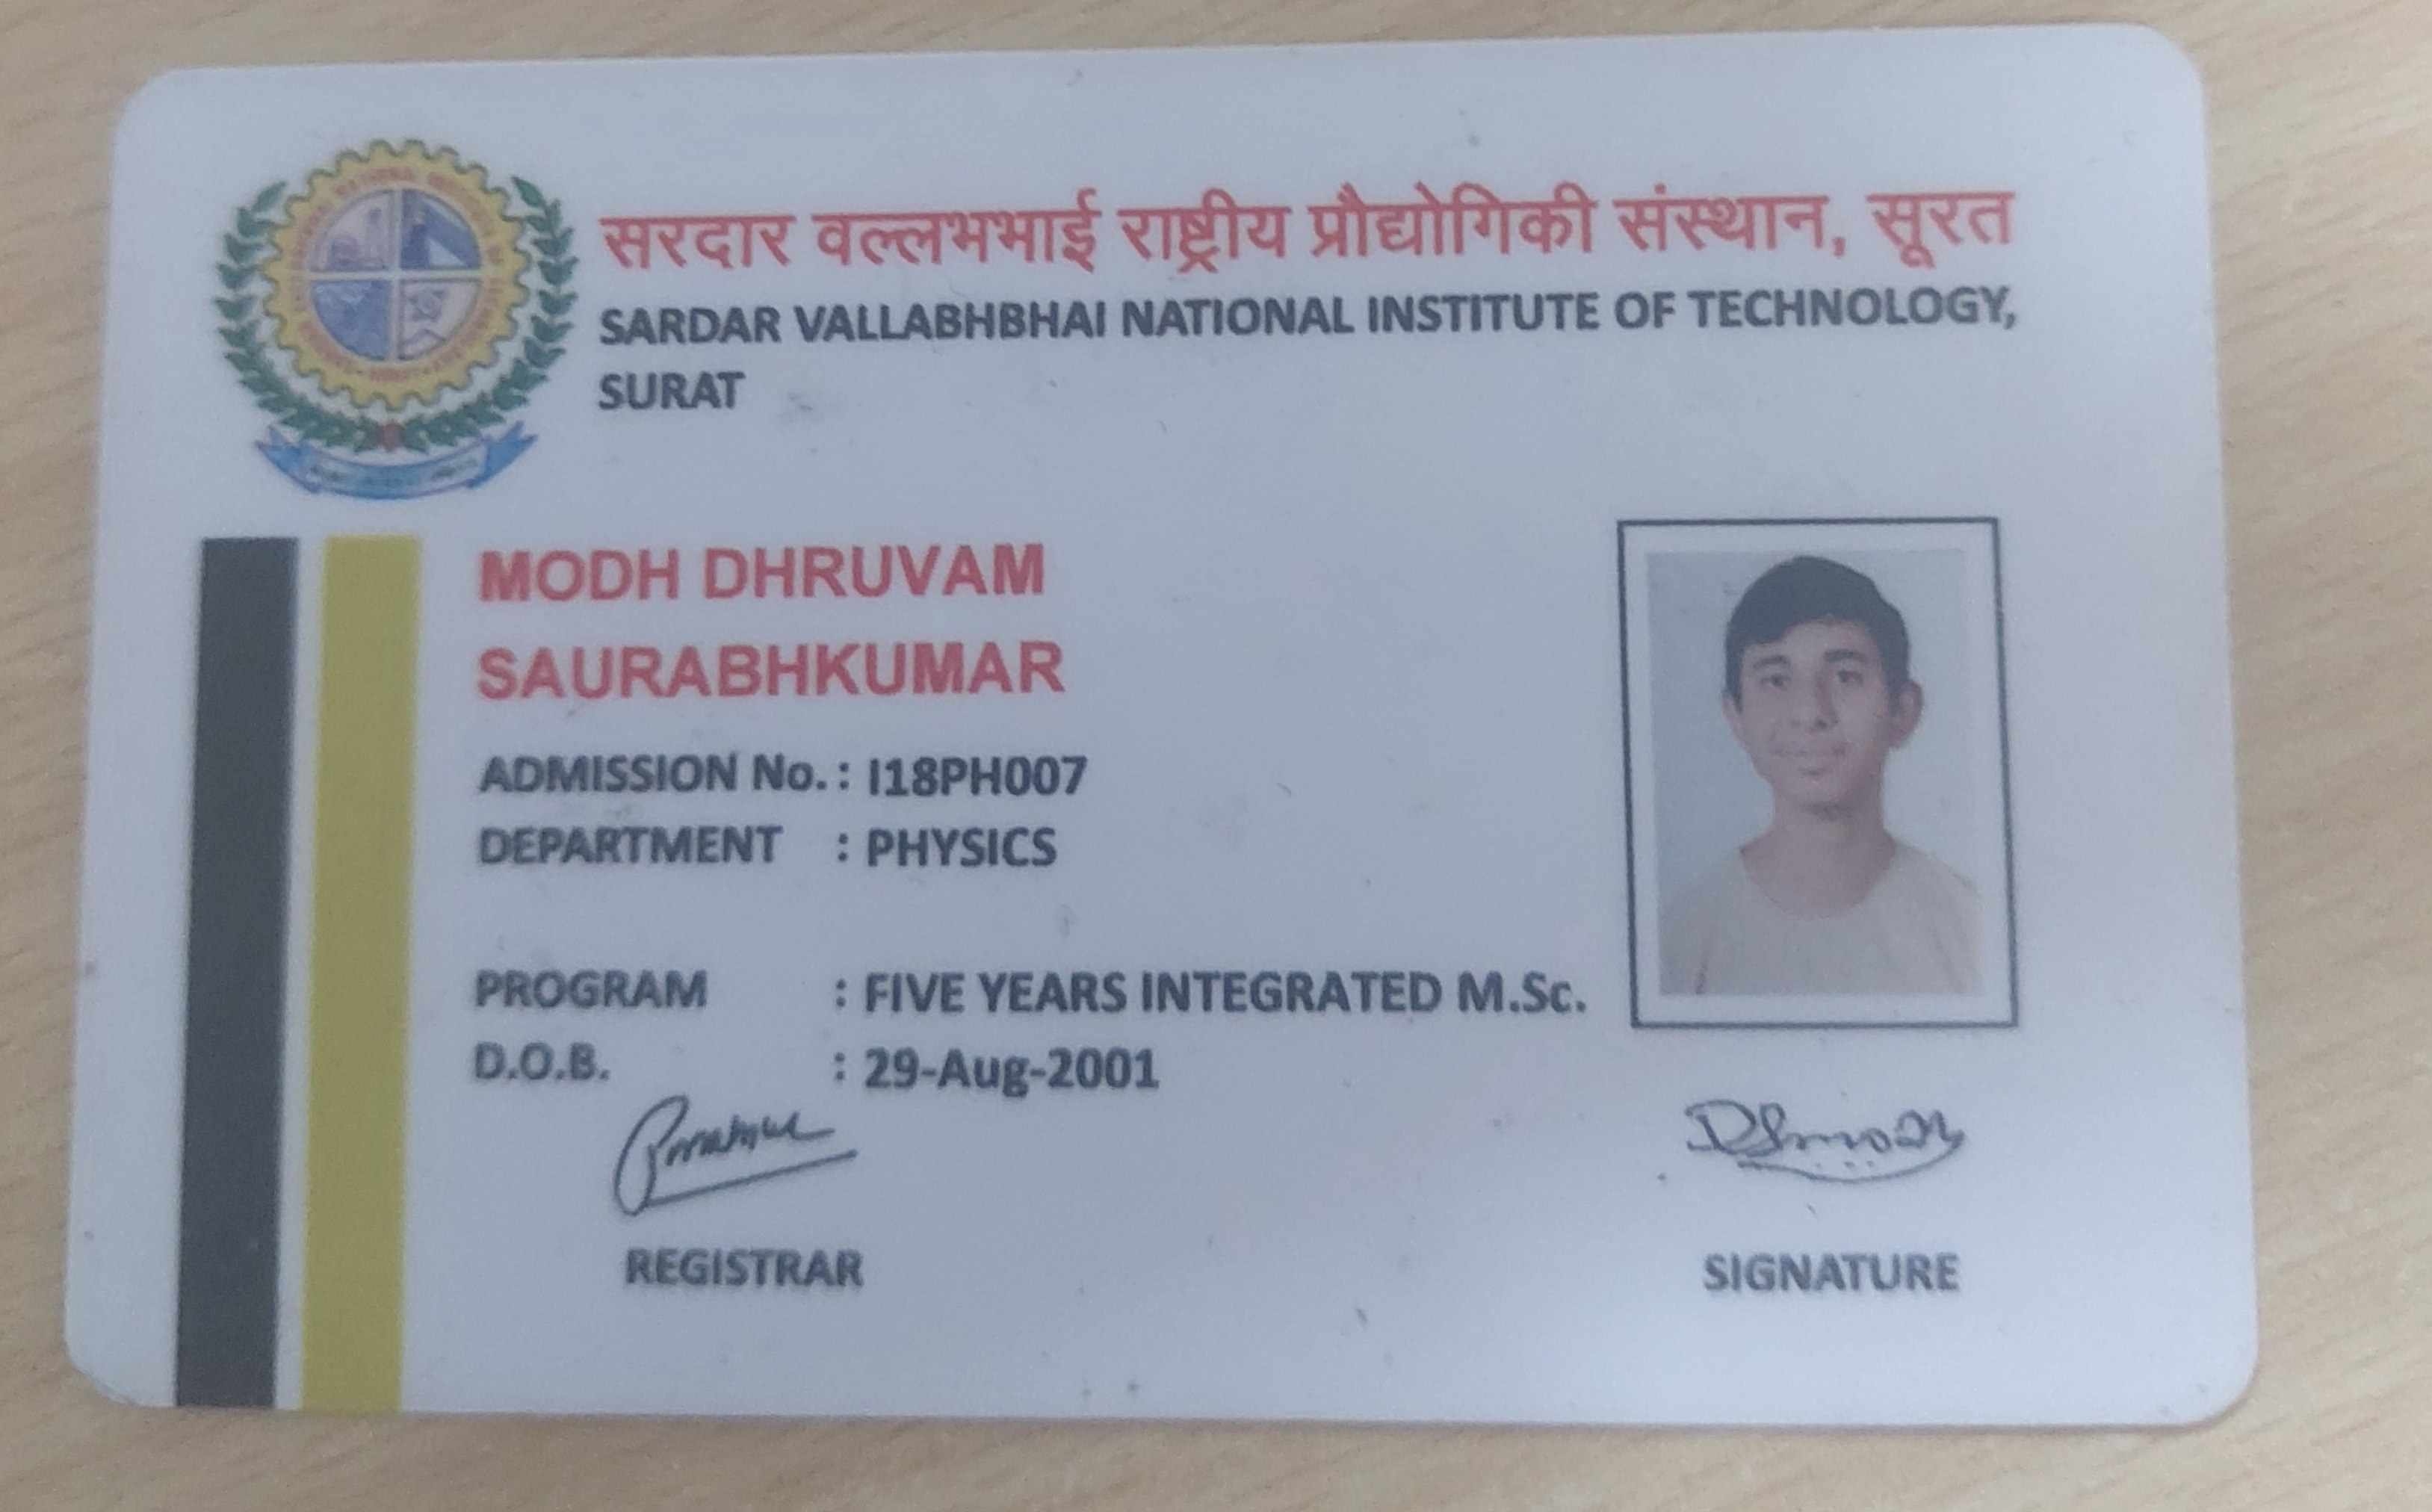 सरदार वल्लभभाई राष्ट्रीय प्रौद्योगिकी संस्थान, सूरत
SARDAR VALLABHBHAI NATIONAL INSTITUTE OF TECHNOLOGY,
SURAT
MODH DHRUVAM
SAURABHKUMAR
ADMISSION No. : I18PH007
DEPARTMENT : PHYSICS
PROGRAM : FIVE YEARS INTEGRATED M.Sc.
D.O.B. : 29-Aug-2001
REGISTRAR
SIGNATURE